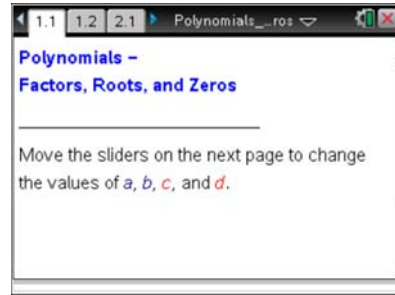 1.1 1.2 2.1 Polynomials_...ros
Polynomials –
Factors, Roots, and Zeros
Move the sliders on the next page to change
the values of a, b, c, and d.